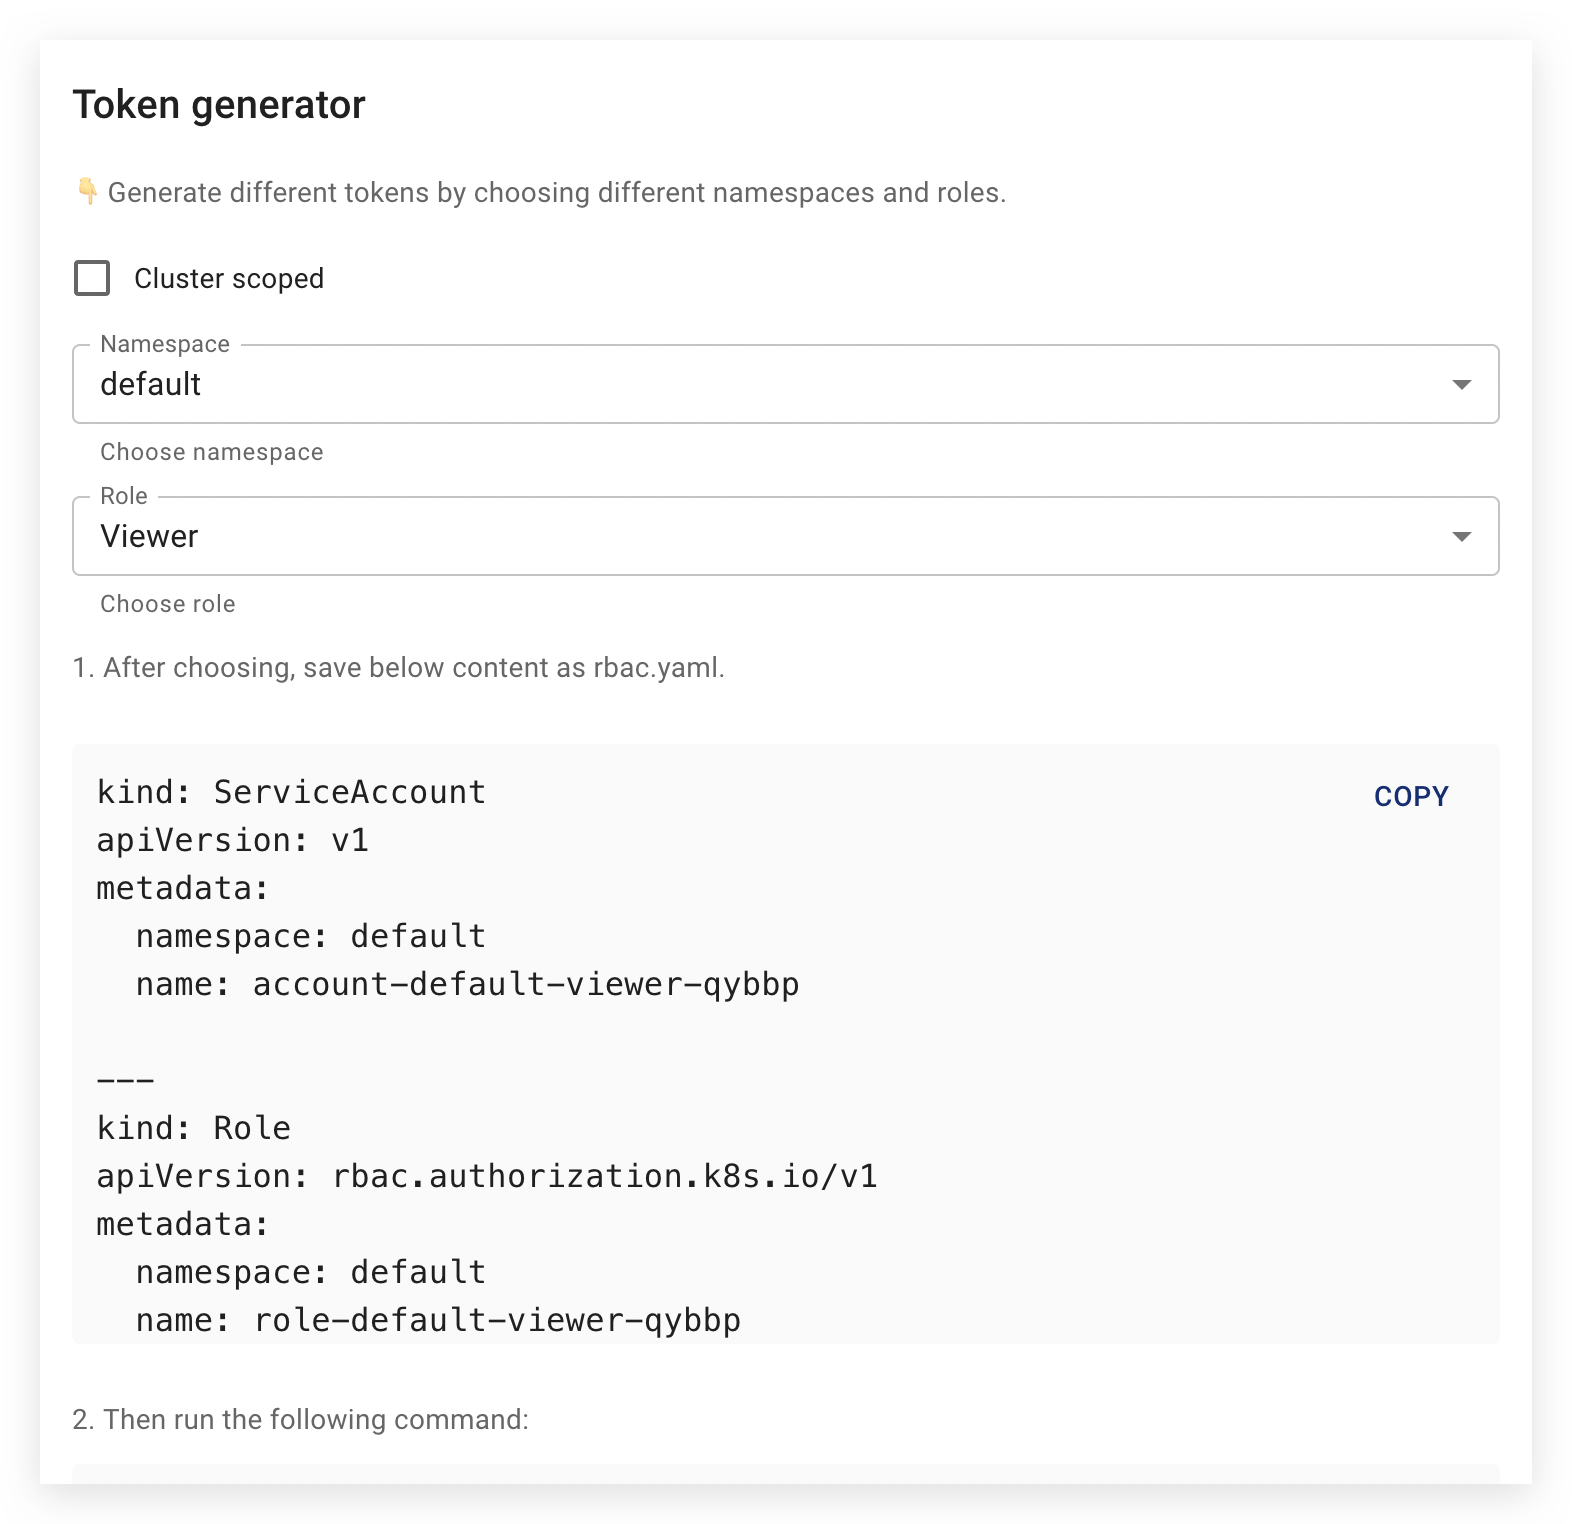 Token generator
👇 Generate different tokens by choosing different namespaces and roles.
Cluster scoped
Namespace
default
Choose namespace
Role
Viewer
Choose role
1. After choosing, save below content as rbac.yaml.
COPY
kind: ServiceAccount
apiVersion: v1
metadata:
  namespace: default
  name: account-default-viewer-qybbp
---
kind: Role
apiVersion: rbac.authorization.k8s.io/v1
metadata:
  namespace: default
  name: role-default-viewer-qybbp
2. Then run the following command: